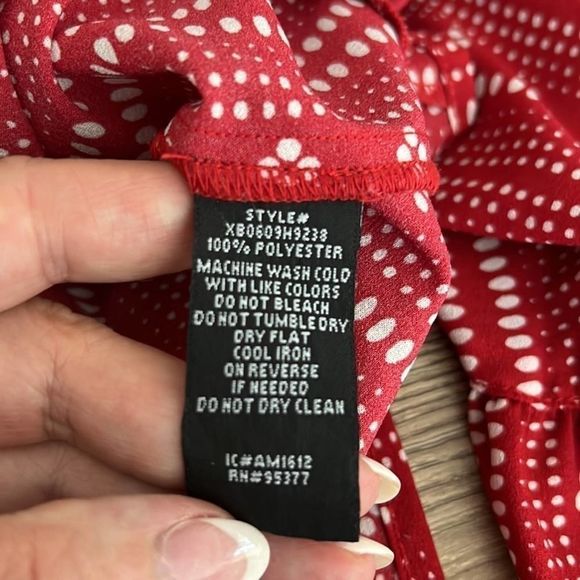 STYLE#
XB0609H9238
100% POLYESTER
MACHINE WASH COLD
WITH LIKE COLORS
DO NOT BLEACH
DO NOT TUMBLE DRY
DRY FLAT
COOL IRON
ON REVERSE
IF NEEDED
DO NOT DRY CLEAN
IC#AM1612
RN#95377